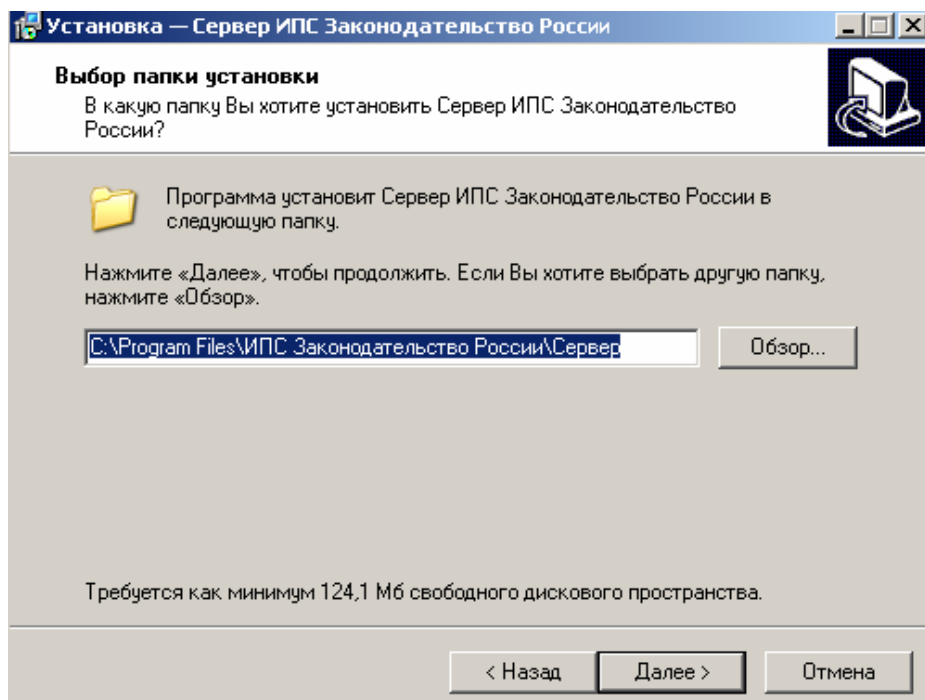 Установка — Сервер ИПС Законодательство России
Выбор папки установки
В какую папку Вы хотите установить Сервер ИПС Законодательство
России?
Программа установит Сервер ИПС Законодательство России в
следующую папку.
Нажмите «Далее», чтобы продолжить. Если Вы хотите выбрать другую папку,
нажмите «Обзор».
C:\Program Files\ИПС Законодательство России\Сервер
Обзор...
Требуется как минимум 124,1 Мб свободного дискового пространства.
< Назад
Далее >
Отмена